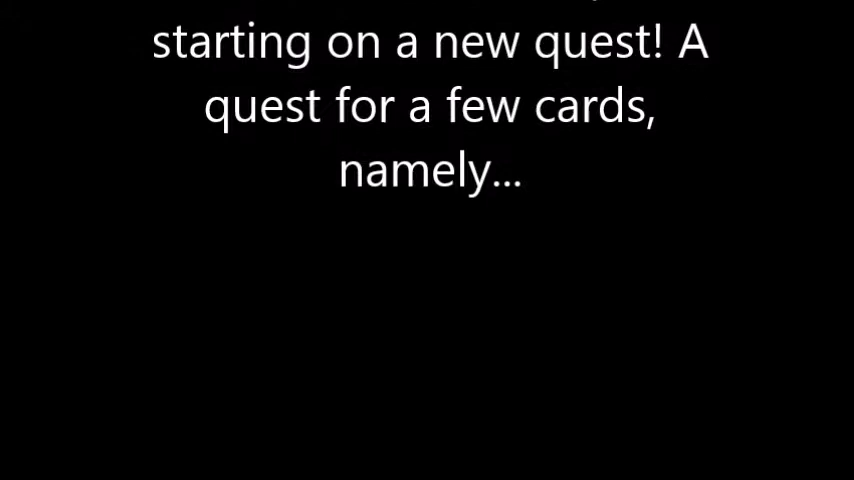 starting on a new quest! A
quest for a few cards,
namely...